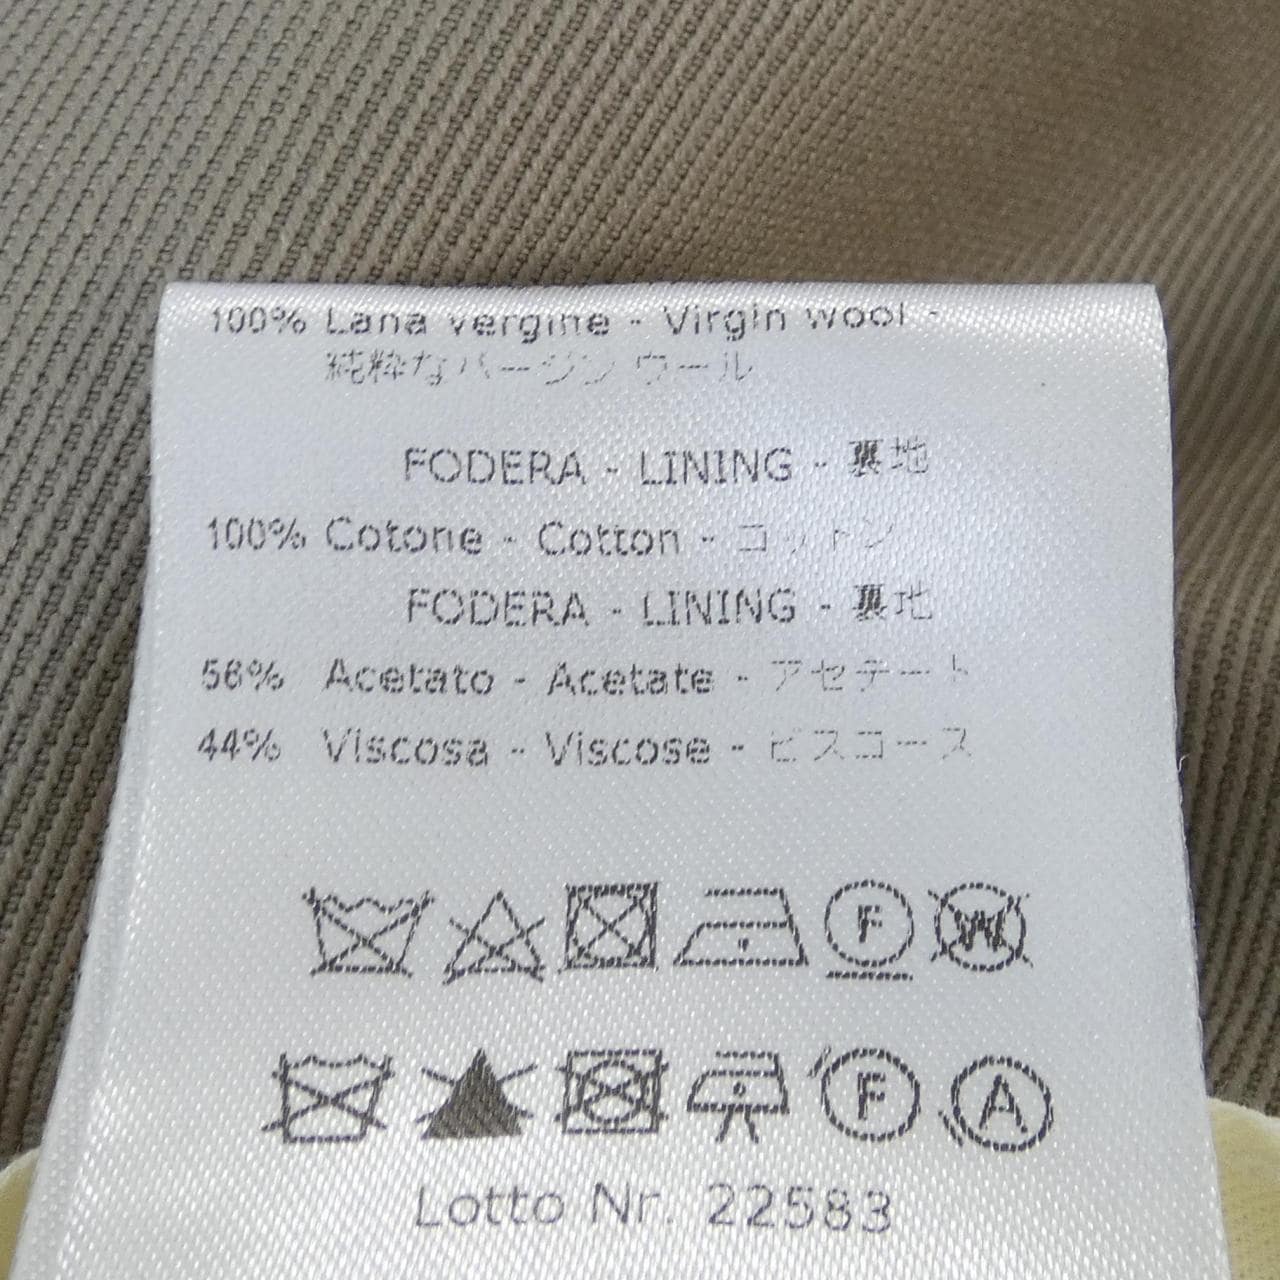 100% Lana vergine - Virgin wool -
純粋なバージン ウール
FODERA - LINING - 裏地
100% Cotone - Cotton - コットン
FODERA - LINING - 裏地
56% Acetato - Acetate - アセテート
44% Viscosa - Viscose - ビスコース
F W
F A
Lotto Nr. 22583